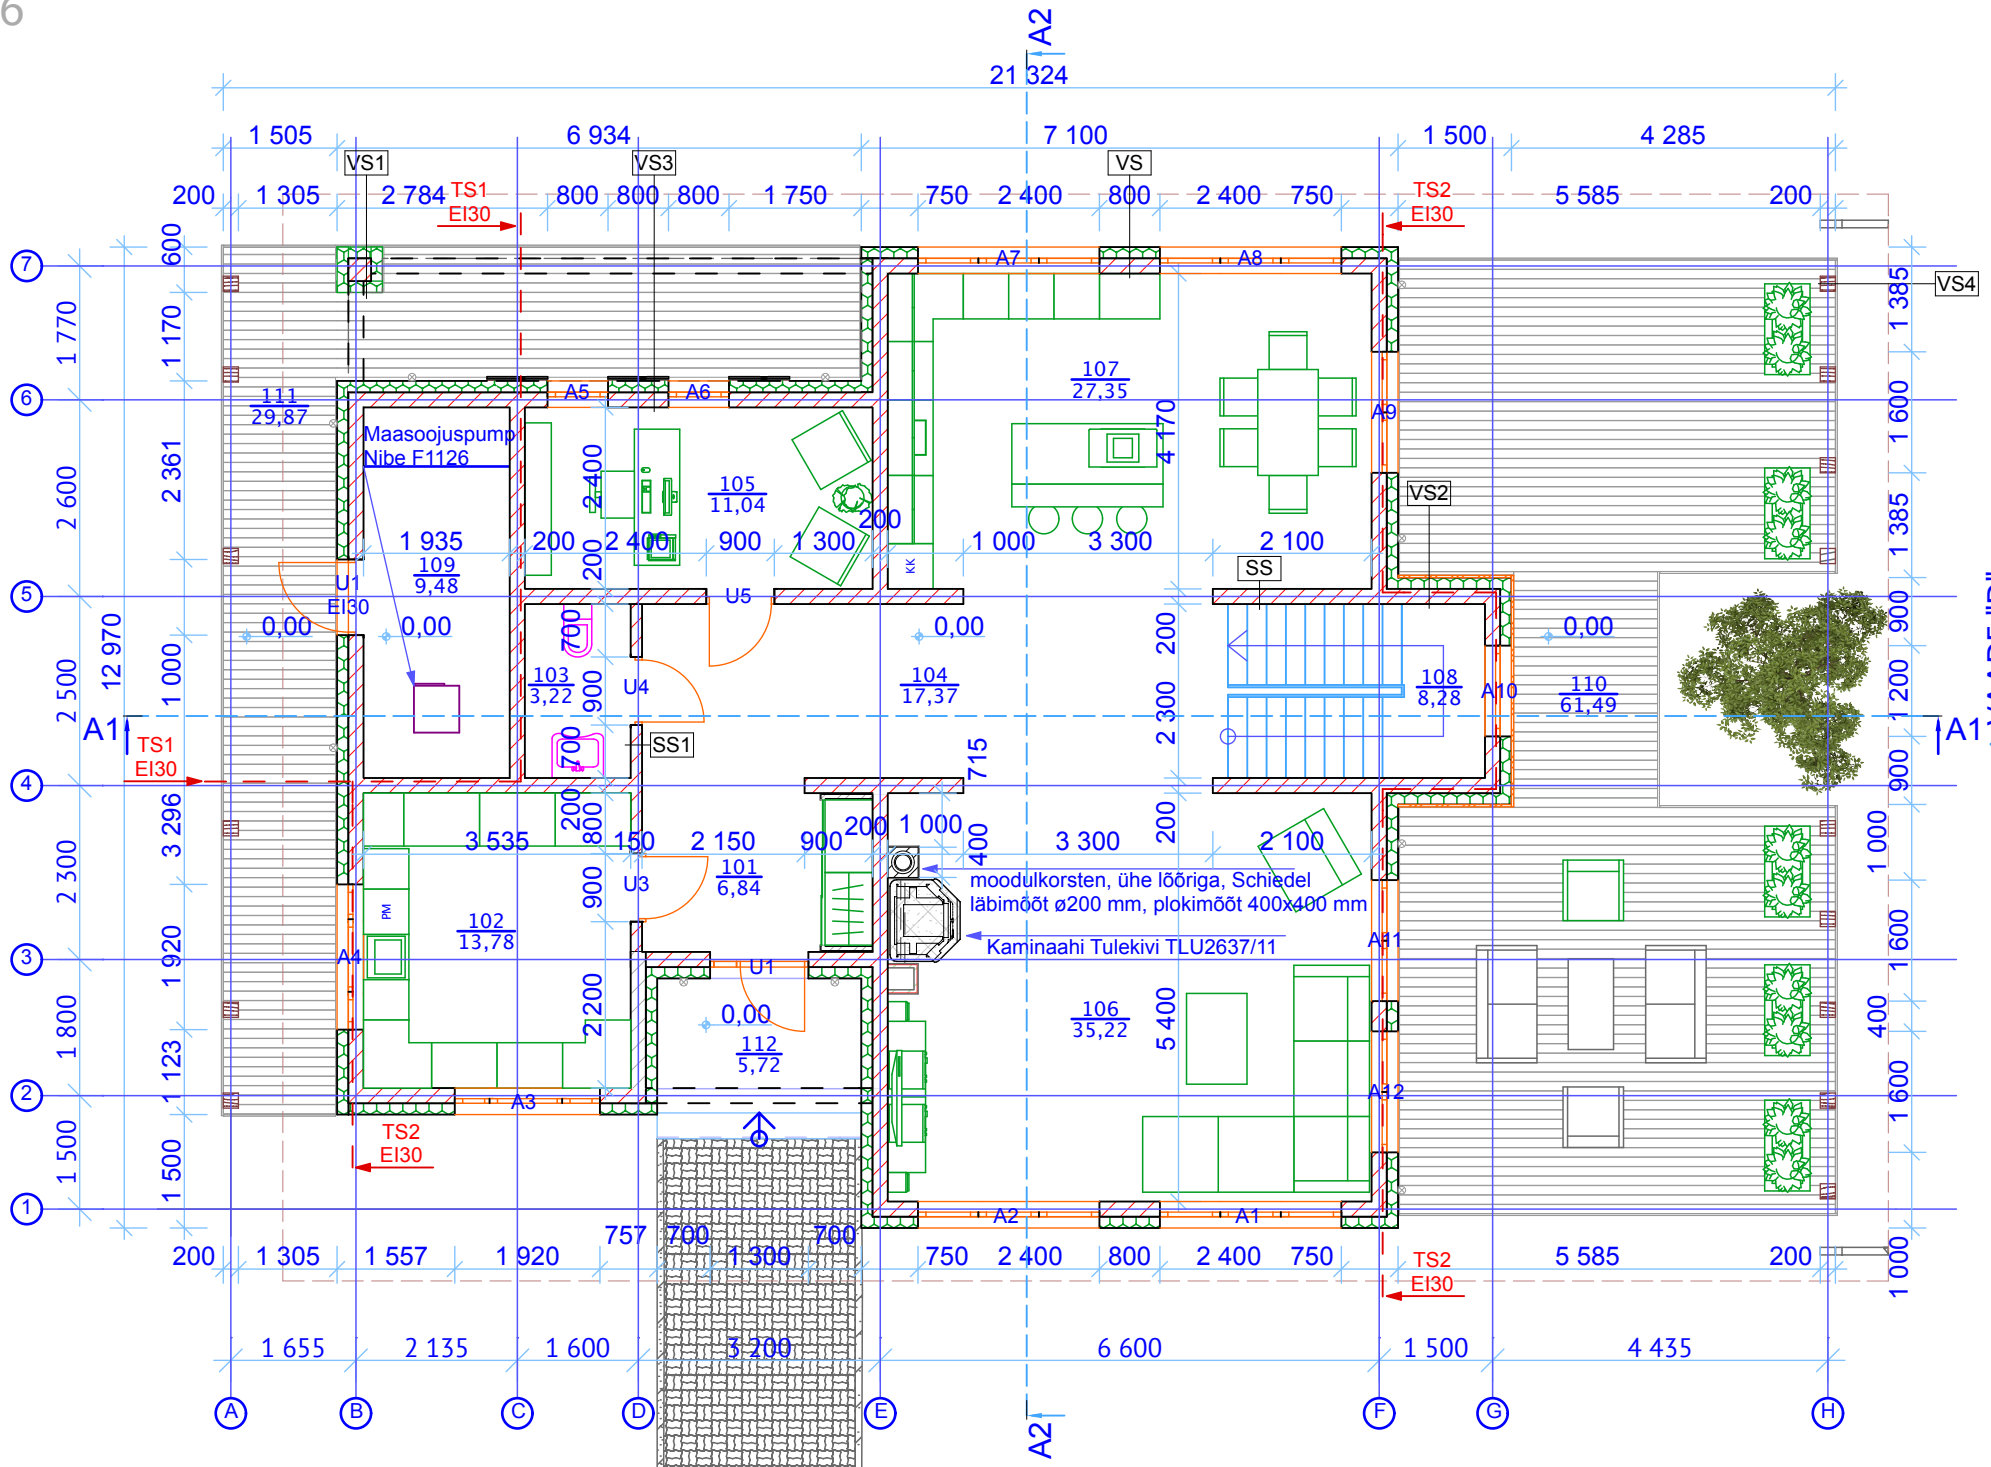 6
A2
21 324
1 505
6 934
7 100
1 500
4 285
VS1
VS3
VS
200
1 305
2 784
TS1
EI30
800
800
800
1 750
750
2 400
800
2 400
750
TS2
EI30
5 585
200
7
600
A7
A8
1 385
VS4
1 170
1 770
6
A5
A6
107
27,35
A9
1 600
111
29,87
Maasoojuspump
Nibe F1126
2 361
2 400
4 170
12 970
2 600
105
11,04
VS2
200
1 385
1 935
200
2 400
900
1 300
1 000
3 300
2 100
109
9,48
200
KK
SS
5
U1
EI30
U5
900
0,00
0,00
700
0,00
200
0,00
2 500
1 000
103
3,22
900
U4
104
17,37
108
8,28
A10
110
61,49
1 200
A1
TS1
EI30
700
SS1
2 300
715
A1
4
900
3 296
200
800
200
1 000
400
200
3 535
150
2 150
900
3 300
2 100
1 000
2 300
900
U3
101
6,84
moodulkorsten, ühe lõõriga, Schiedel
läbimõõt ø200 mm, plokimõõt 400x400 mm
Kaminaahi Tulekivi TLU2637/11
PM
102
13,78
A11
1 600
3
A4
1 920
U1
1 800
2 200
0,00
106
35,22
5 400
400
1 123
112
5,72
2
A3
A12
1 600
TS2
EI30
1 500
1 500
1
A2
A1
757
700
700
200
1 305
1 557
1 920
1 300
750
2 400
800
2 400
750
TS2
EI30
5 585
200
1 000
1 655
2 135
1 600
3 200
6 600
1 500
4 435
A
B
C
D
E
F
G
H
A2